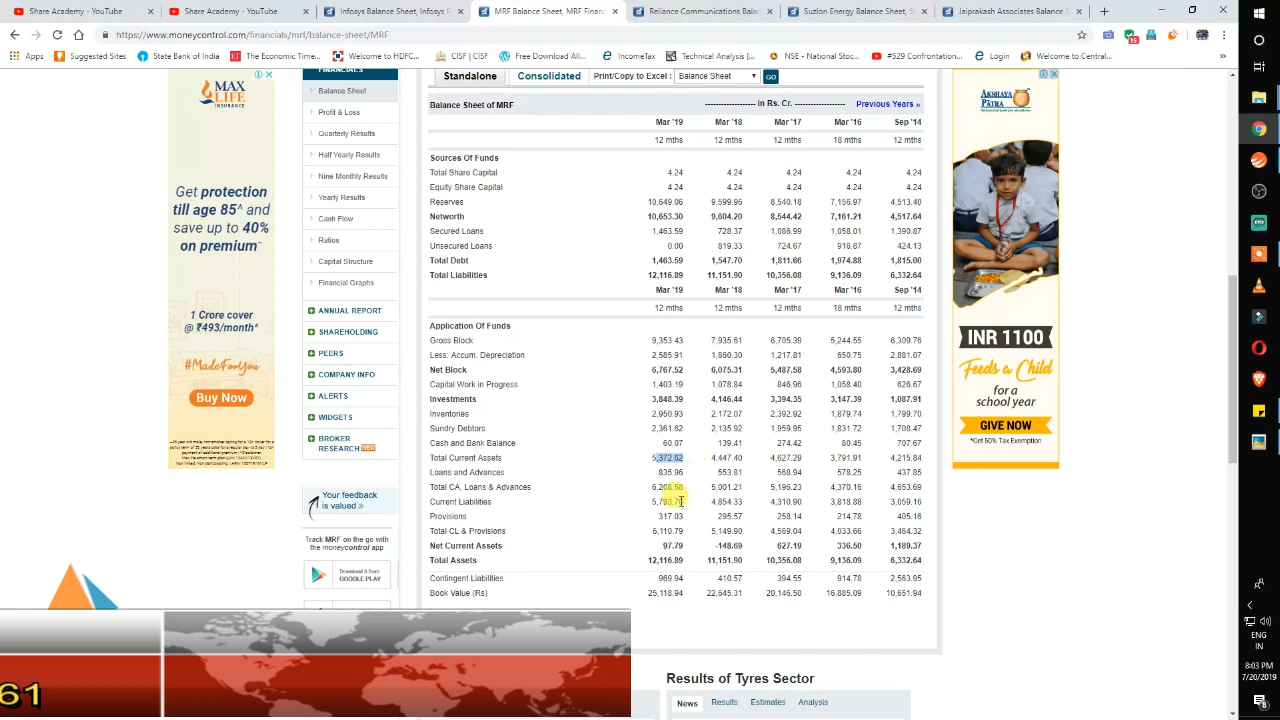 Yes Bank Balance Sheet
Infosys Balance Sheet, Infosys F
MRF Balance Sheet, MRF Finan
Reliance Communications Balan
Suzlon Energy Balance Sheet, S
Jaiprakash Associates Balance S
https://www.moneycontrol.com/financials/mrf/balance-sheet/MRF
Apps
Suggested Sites
State Bank of India
The Economic Time...
Welcome to HDFC...
CISF | CISF
Free Download All...
IncomeTax
Technical Analysis [...
NSE - National Stoc...
#529 Confrontati...
Login
Welcome to Centra...
MAX
LIFE
INSURANCE
Get protection
till age 85^ and
save up to 40%
on premium~
1 Crore cover
@ ₹493/month*
#MadeForYou
Buy Now
FINANCIALS
Balance Sheet
Profit & Loss
Quarterly Results
Half Yearly Results
Nine Monthly Results
Yearly Results
Cash Flow
Ratios
Capital Structure
Financial Graphs
ANNUAL REPORT
SHAREHOLDING
PEERS
COMPANY INFO
ALERTS
WIDGETS
BROKER
RESEARCH
Your feedback
is valued »
Track MRF on the go with
the moneycontrol app
Download it from
GOOGLE PLAY
Standalone Consolidated Print/Copy to Excel : Balance Sheet GO
Balance Sheet of MRF ------------------- in Rs. Cr. ------------------- Previous Years »
Mar '19 Mar '18 Mar '17 Mar '16 Sep '14
12 mths 12 mths 12 mths 18 mths 12 mths
Sources Of Funds
Total Share Capital 4.24 4.24 4.24 4.24 4.24
Equity Share Capital 4.24 4.24 4.24 4.24 4.24
Reserves 10,649.06 9,599.96 8,540.18 7,156.97 4,513.40
Networth 10,653.30 9,604.20 8,544.42 7,161.21 4,517.64
Secured Loans 1,463.59 728.37 1,086.99 1,058.01 1,390.87
Unsecured Loans 0.00 819.33 724.67 916.87 424.13
Total Debt 1,463.59 1,547.70 1,811.66 1,974.88 1,815.00
Total Liabilities 12,116.89 11,151.90 10,356.08 9,136.09 6,332.64
Mar '19 Mar '18 Mar '17 Mar '16 Sep '14
12 mths 12 mths 12 mths 18 mths 12 mths
Application Of Funds
Gross Block 9,353.43 7,935.61 6,705.39 5,244.55 6,309.76
Less: Accum. Depreciation 2,585.91 1,860.30 1,217.81 650.75 2,881.07
Net Block 6,767.52 6,075.31 5,487.58 4,593.80 3,428.69
Capital Work in Progress 1,403.19 1,078.84 846.96 1,058.40 626.67
Investments 3,848.39 4,146.44 3,394.35 3,147.39 1,087.91
Inventories 2,950.93 2,172.07 2,392.92 1,879.74 1,799.70
Sundry Debtors 2,361.62 2,135.92 1,959.95 1,831.72 1,708.47
Cash and Bank Balance 60.07 139.41 274.42 80.45 707.67
Total Current Assets 5,372.62 4,447.40 4,627.29 3,791.91 4,215.84
Loans and Advances 835.96 553.81 568.94 578.25 437.85
Total CA, Loans & Advances 6,208.58 5,001.21 5,196.23 4,370.16 4,653.69
Current Liabilities 5,793.76 4,854.33 4,310.90 3,818.88 3,059.16
Provisions 317.03 295.57 258.14 214.78 405.16
Total CL & Provisions 6,110.79 5,149.90 4,569.04 4,033.66 3,464.32
Net Current Assets 97.79 -148.69 627.19 336.50 1,189.37
Total Assets 12,116.89 11,151.90 10,356.08 9,136.09 6,332.64
Contingent Liabilities 969.94 410.57 394.55 914.78 2,563.95
Book Value (Rs) 25,118.94 22,645.31 20,146.50 16,885.09 10,651.94
Results of Tyres Sector
News Results Estimates Analysis
AKSHAYA
PATRA
INR 1100
Feeds a Child
for a
school year
GIVE NOW
*Get 50% Tax Exemption
15
ENG
IN
8:03 PM
7/20/2019
8
61